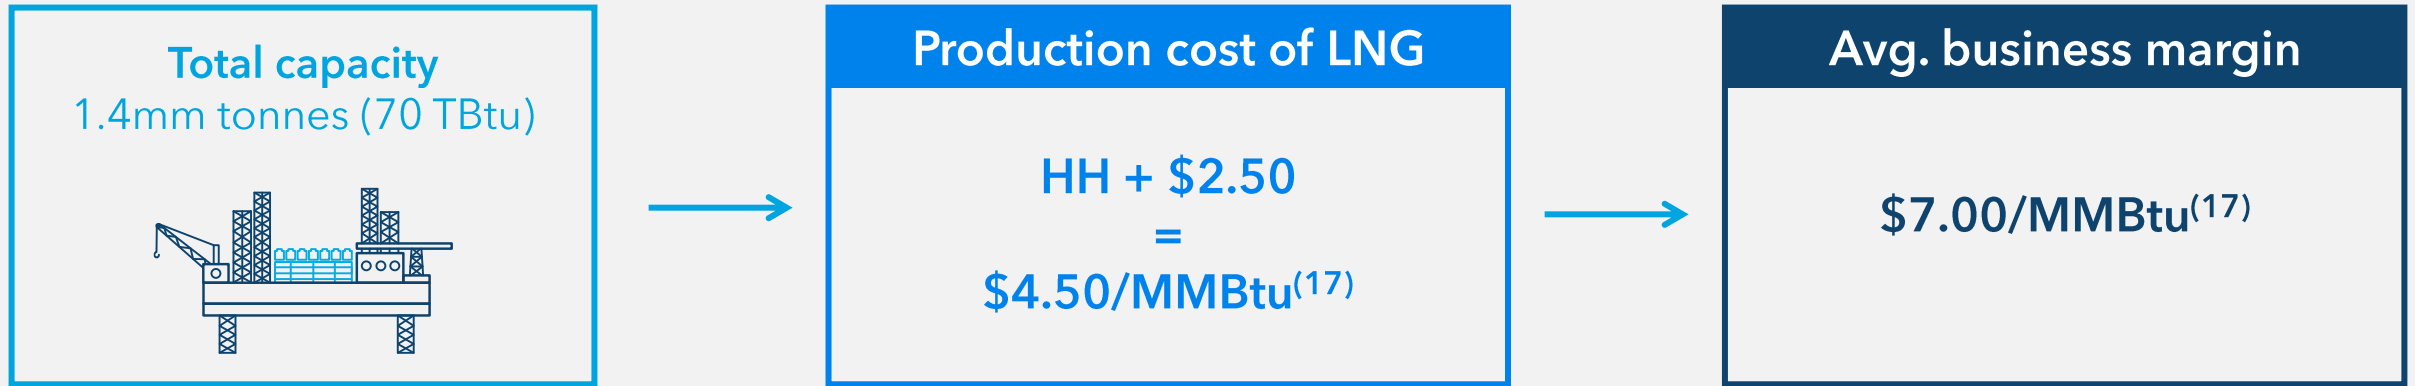 Total capacity
1.4mm tonnes (70 TBtu)
Production cost of LNG
HH + $2.50
=
$4.50/MMBtu(17)
Avg. business margin
$7.00/MMBtu(17)